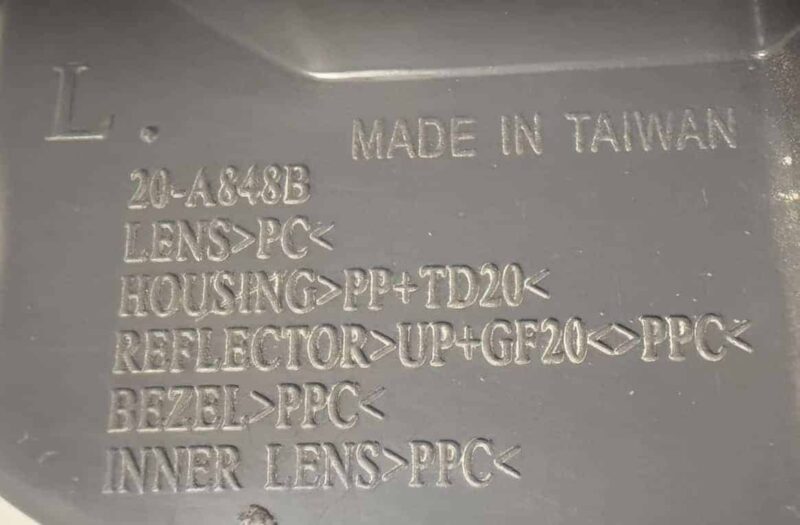 L.
MADE IN TAIWAN
20-A848B
LENS>PC<
HOUSING>PP+TD20<
REFLECTOR>UP+GF20<>PPC<
BEZEL>PPC<
INNER LENS>PPC<